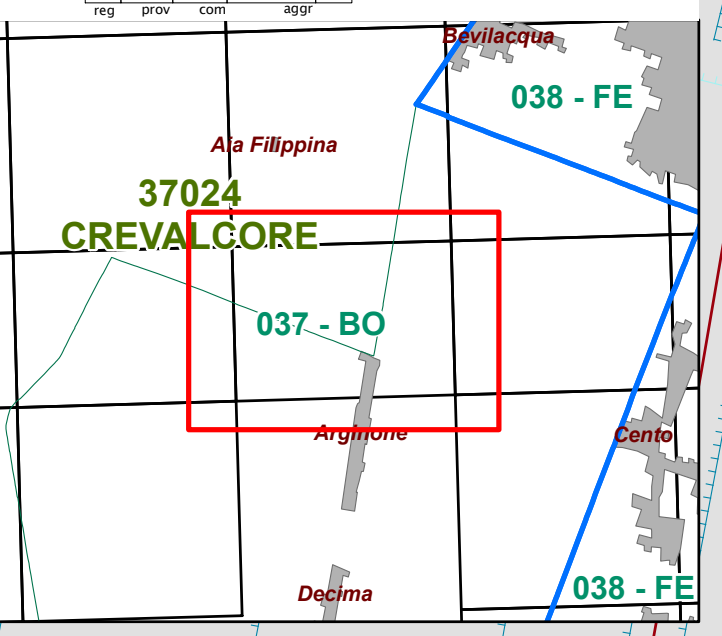 reg prov com aggr
Bevilacqua
038 - FE
Aia Filippina
37024
CREVALCORE
037 - BO
Arginone
Cento
Decima
038 - FE